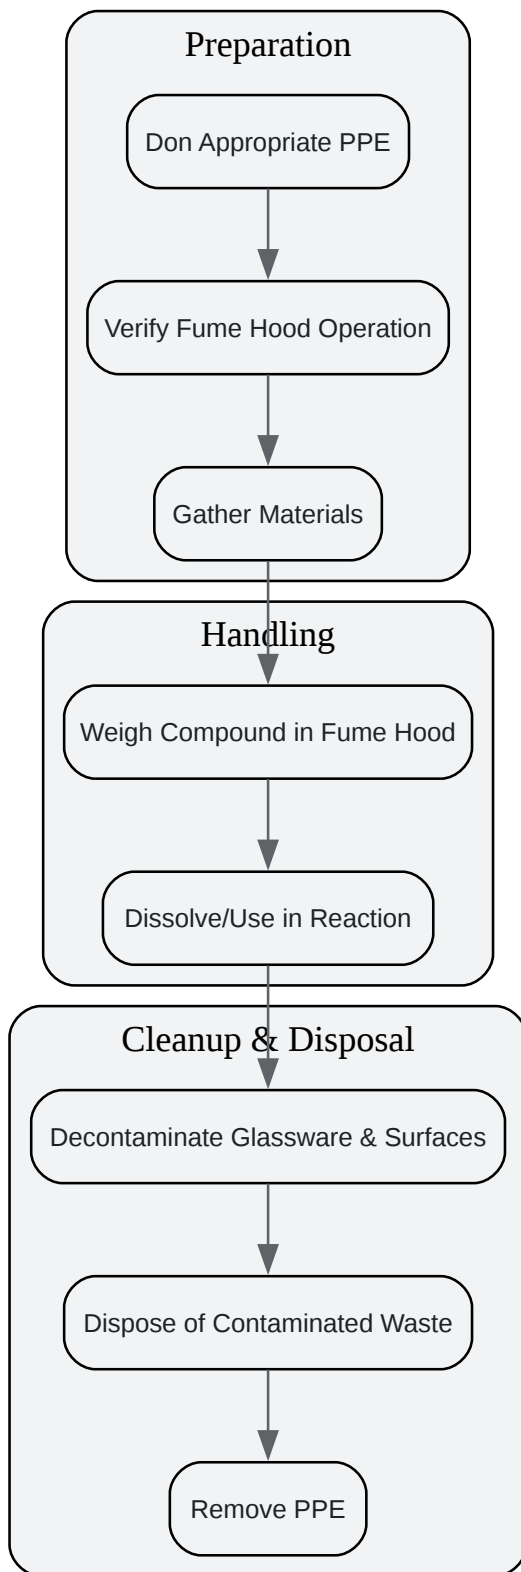 Preparation
Don Appropriate PPE
Verify Fume Hood Operation
Gather Materials
Handling
Weigh Compound in Fume Hood
Dissolve/Use in Reaction
Cleanup & Disposal
Decontaminate Glassware & Surfaces
Dispose of Contaminated Waste
Remove PPE